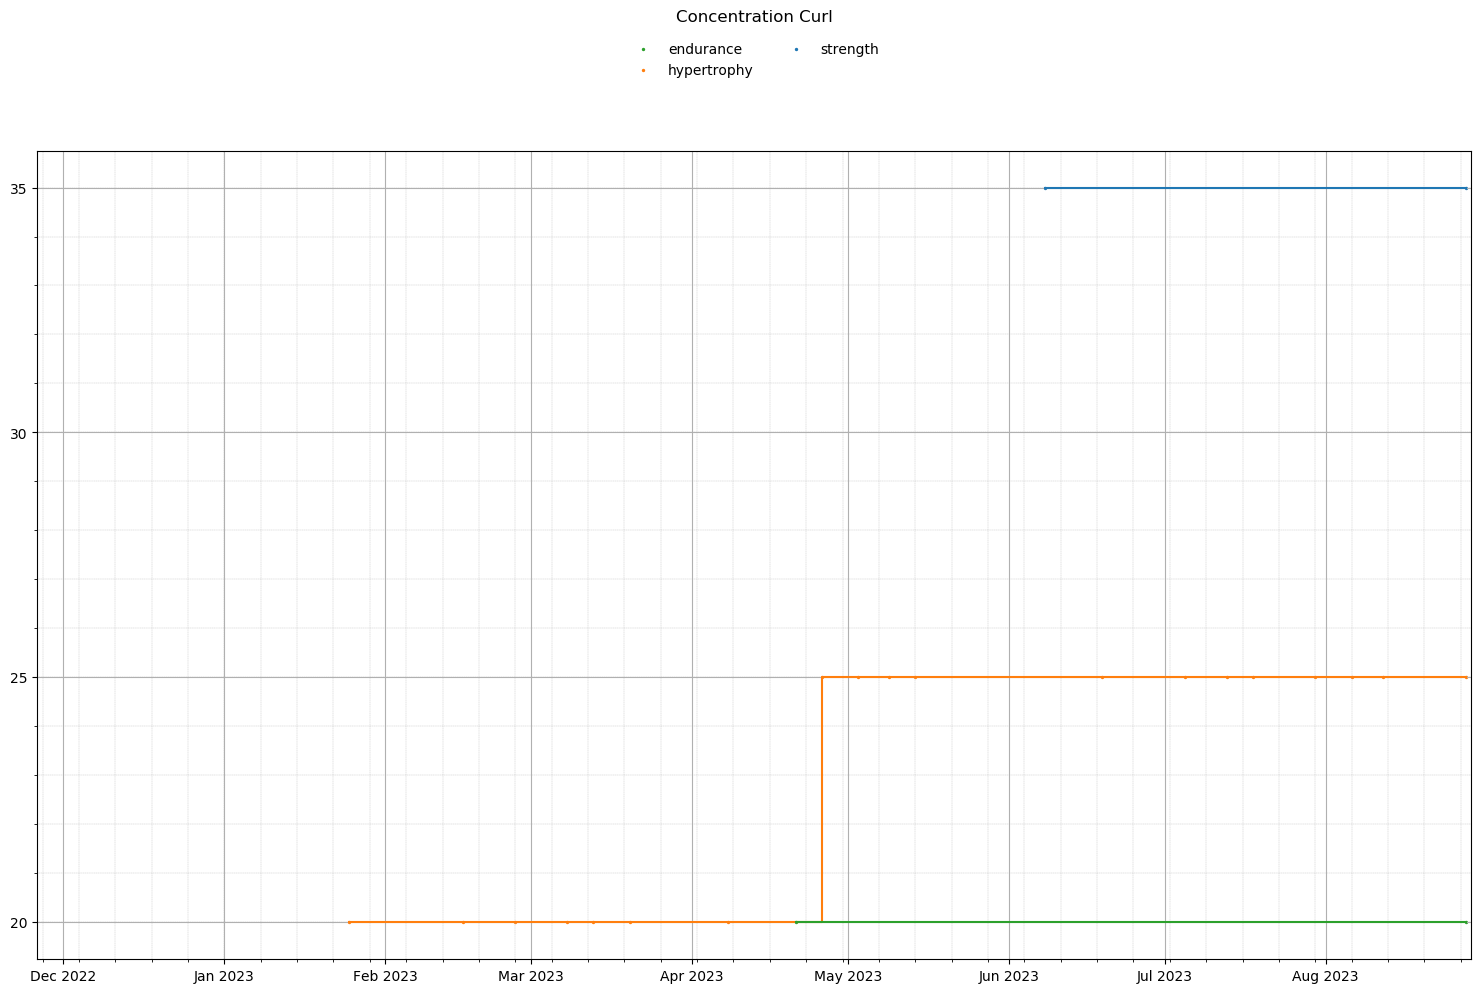 Concentration Curl
endurance strength
hypertrophy
35
30
25
20
Dec 2022 Jan 2023 Feb 2023 Mar 2023 Apr 2023 May 2023 Jun 2023 Jul 2023 Aug 2023